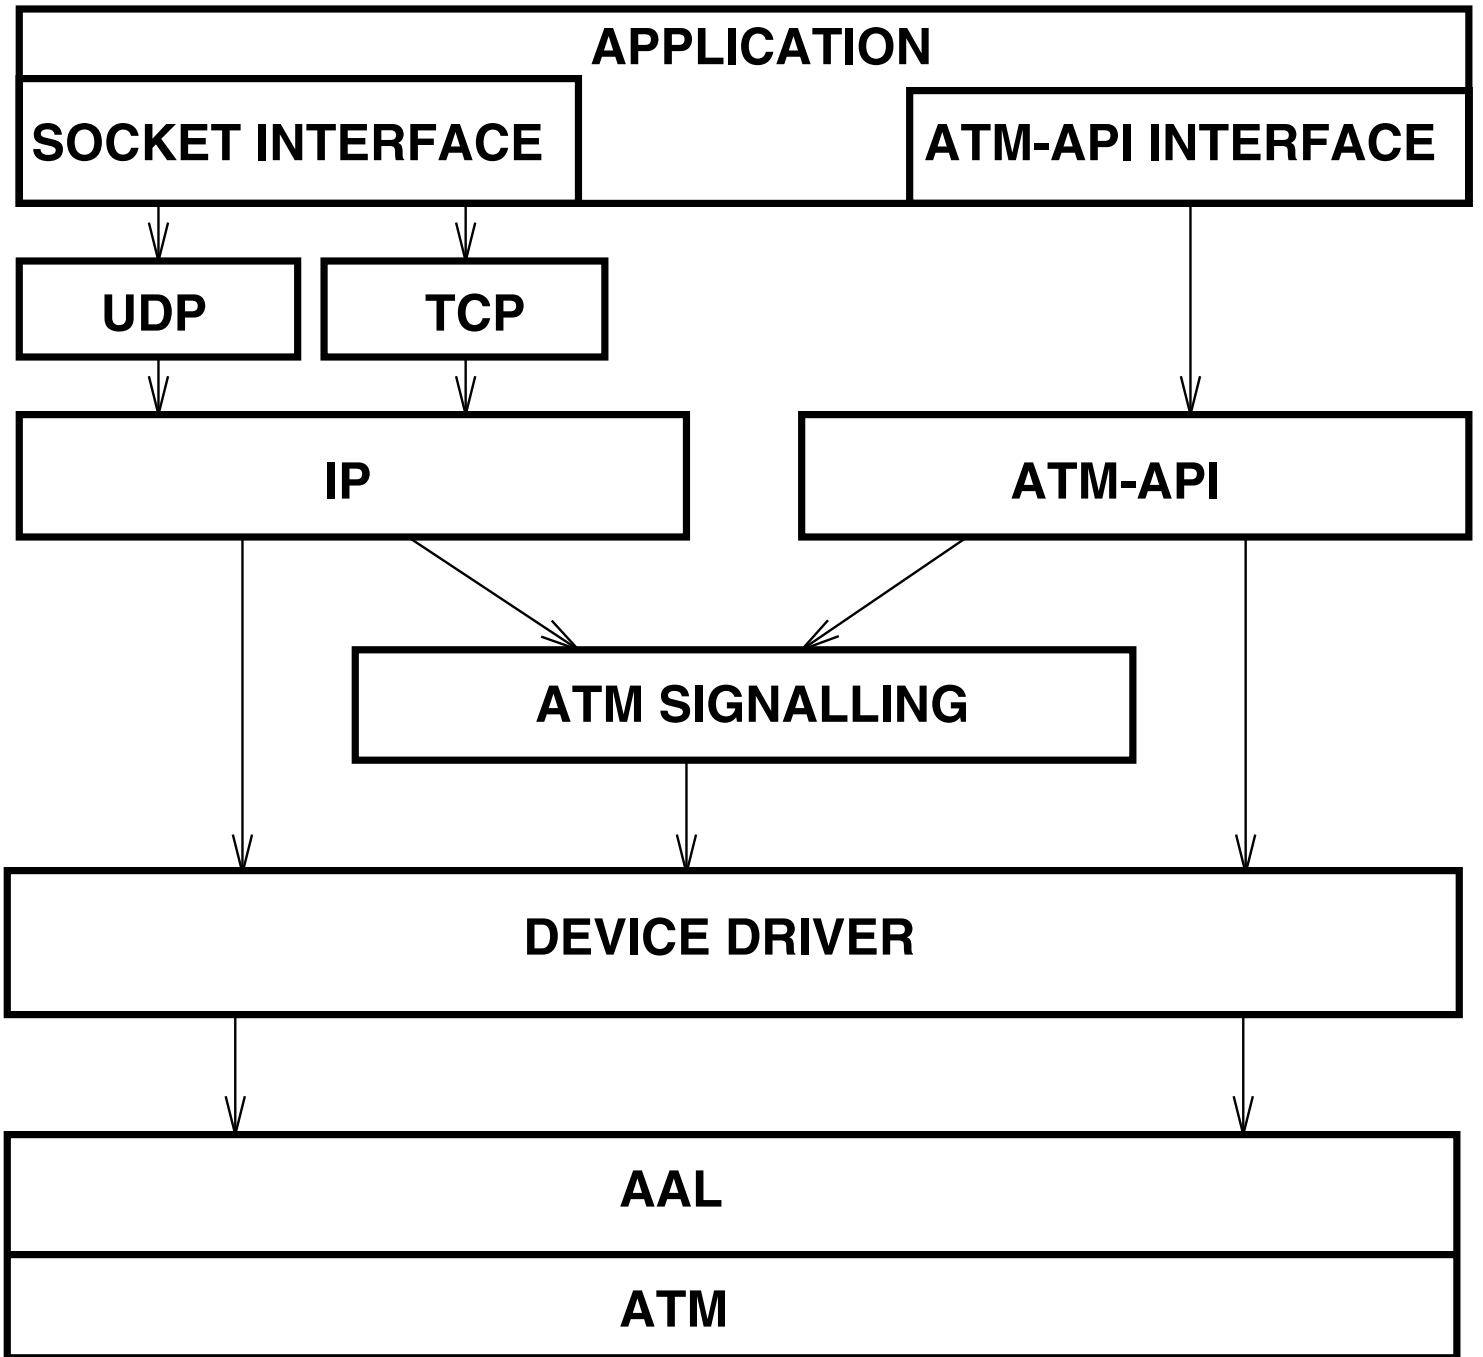 APPLICATION
SOCKET INTERFACE
ATM-API INTERFACE
UDP
TCP
IP
ATM-API
ATM SIGNALLING
DEVICE DRIVER
AAL
ATM